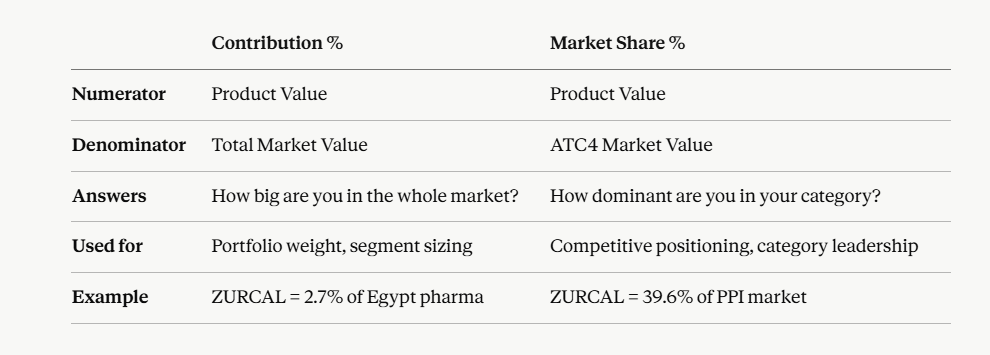 Contribution % Market Share %
Numerator Product Value Product Value
Denominator Total Market Value ATC4 Market Value
Answers How big are you in the whole market? How dominant are you in your category?
Used for Portfolio weight, segment sizing Competitive positioning, category leadership
Example ZURCAL = 2.7% of Egypt pharma ZURCAL = 39.6% of PPI market